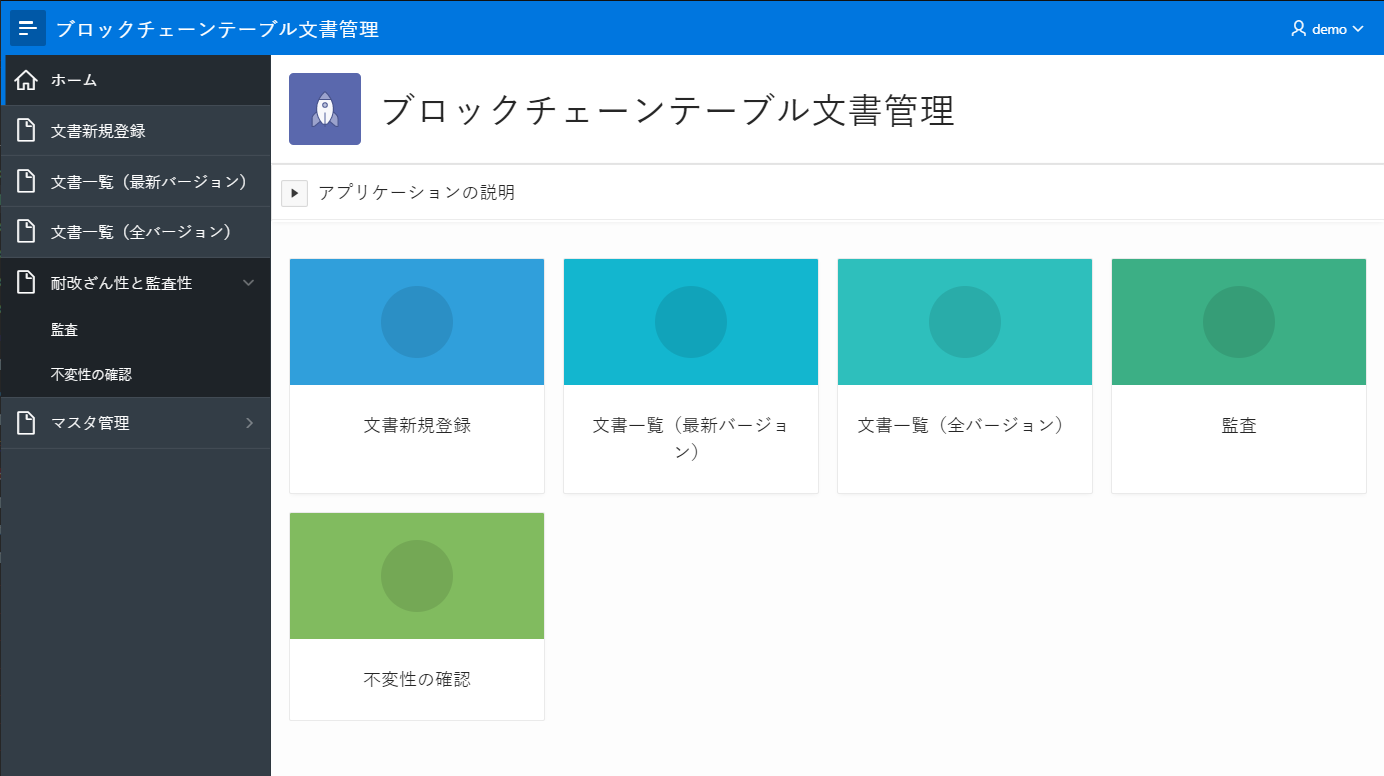 ブロックチェーンテーブル文書管理
demo
ホーム
文書新規登録
文書一覧（最新バージョン）
文書一覧（全バージョン）
耐改ざん性と監査性
監査
不変性の確認
マスタ管理
ブロックチェーンテーブル文書管理
アプリケーションの説明
文書新規登録
文書一覧（最新バージョ
ン）
文書一覧（全バージョン）
監査
不変性の確認